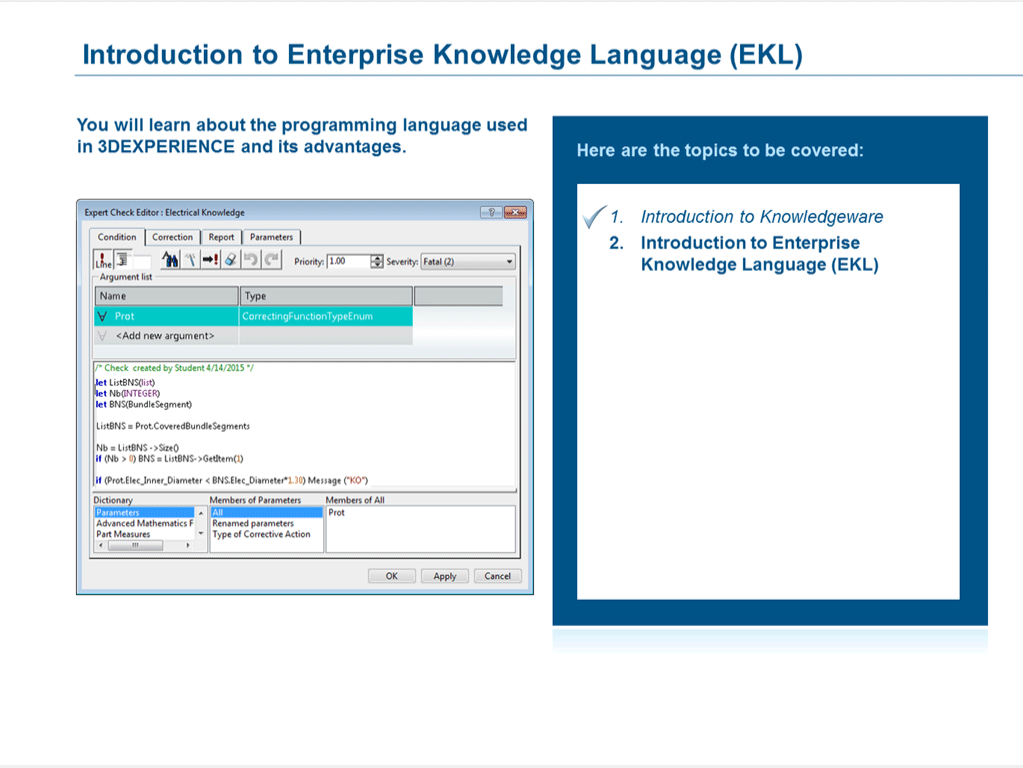 Introduction to Enterprise Knowledge Language (EKL)
You will learn about the programming language used
in 3DEXPERIENCE and its advantages.
Expert Check Editor : Electrical Knowledge
Condition Correction Report Parameters
Line Priority: 1.00 Severity: Fatal (2)
Argument list
Name Type
∀ Prot CorrectingFunctionTypeEnum
∀ <Add new argument>
/* Check created by Student 4/14/2015 */
let ListBNS(list)
let Nb(INTEGER)
let BNS(BundleSegment)
ListBNS = Prot.CoveredBundleSegments
Nb = ListBNS ->Size()
if (Nb > 0) BNS = ListBNS->GetItem(1)
if (Prot.Elec_Inner_Diameter < BNS.Elec_Diameter*1.30) Message ("KO")
Dictionary Members of Parameters Members of All
Parameters All Prot
Advanced Mathematics F Renamed parameters
Part Measures Type of Corrective Action
OK Apply Cancel
Here are the topics to be covered:
1. Introduction to Knowledgeware
2. Introduction to Enterprise
Knowledge Language (EKL)